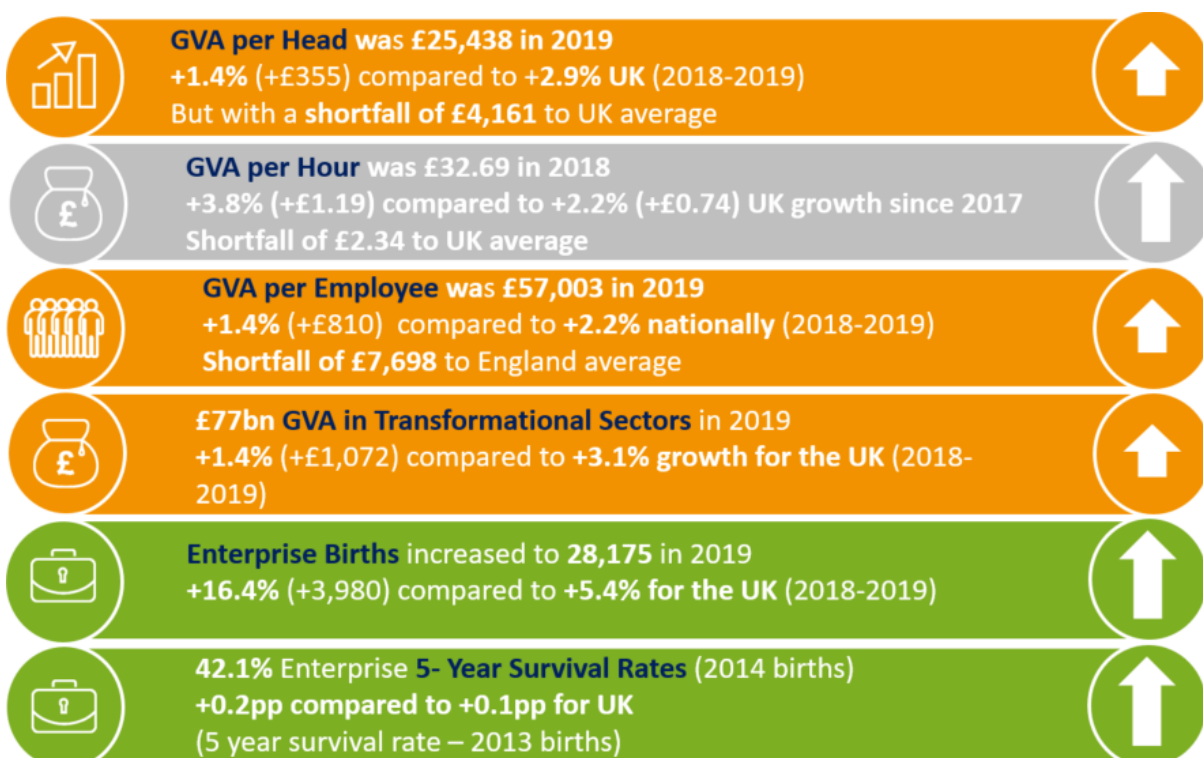 GVA per Head was £25,438 in 2019
+1.4% (+£355) compared to +2.9% UK (2018-2019)
But with a shortfall of £4,161 to UK average
GVA per Hour was £32.69 in 2018
+3.8% (+£1.19) compared to +2.2% (+£0.74) UK growth since 2017
Shortfall of £2.34 to UK average
GVA per Employee was £57,003 in 2019
+1.4% (+£810)  compared to +2.2% nationally (2018-2019)
Shortfall of £7,698 to England average
£77bn GVA in Transformational Sectors in 2019
+1.4% (+£1,072) compared to +3.1% growth for the UK (2018-
2019)
Enterprise Births increased to 28,175 in 2019
+16.4% (+3,980) compared to +5.4% for the UK (2018-2019)
42.1% Enterprise 5- Year Survival Rates (2014 births)
+0.2pp compared to +0.1pp for UK
(5 year survival rate – 2013 births)
£
£